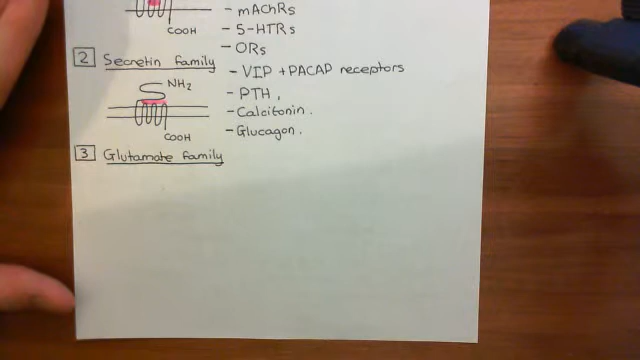 - mAChRs
COOH
- 5-HTRs
- ORs
2 Secretin family
- VIP + PACAP receptors
NH2
- PTH,
- Calcitonin.
COOH
- Glucagon.
3 Glutamate family